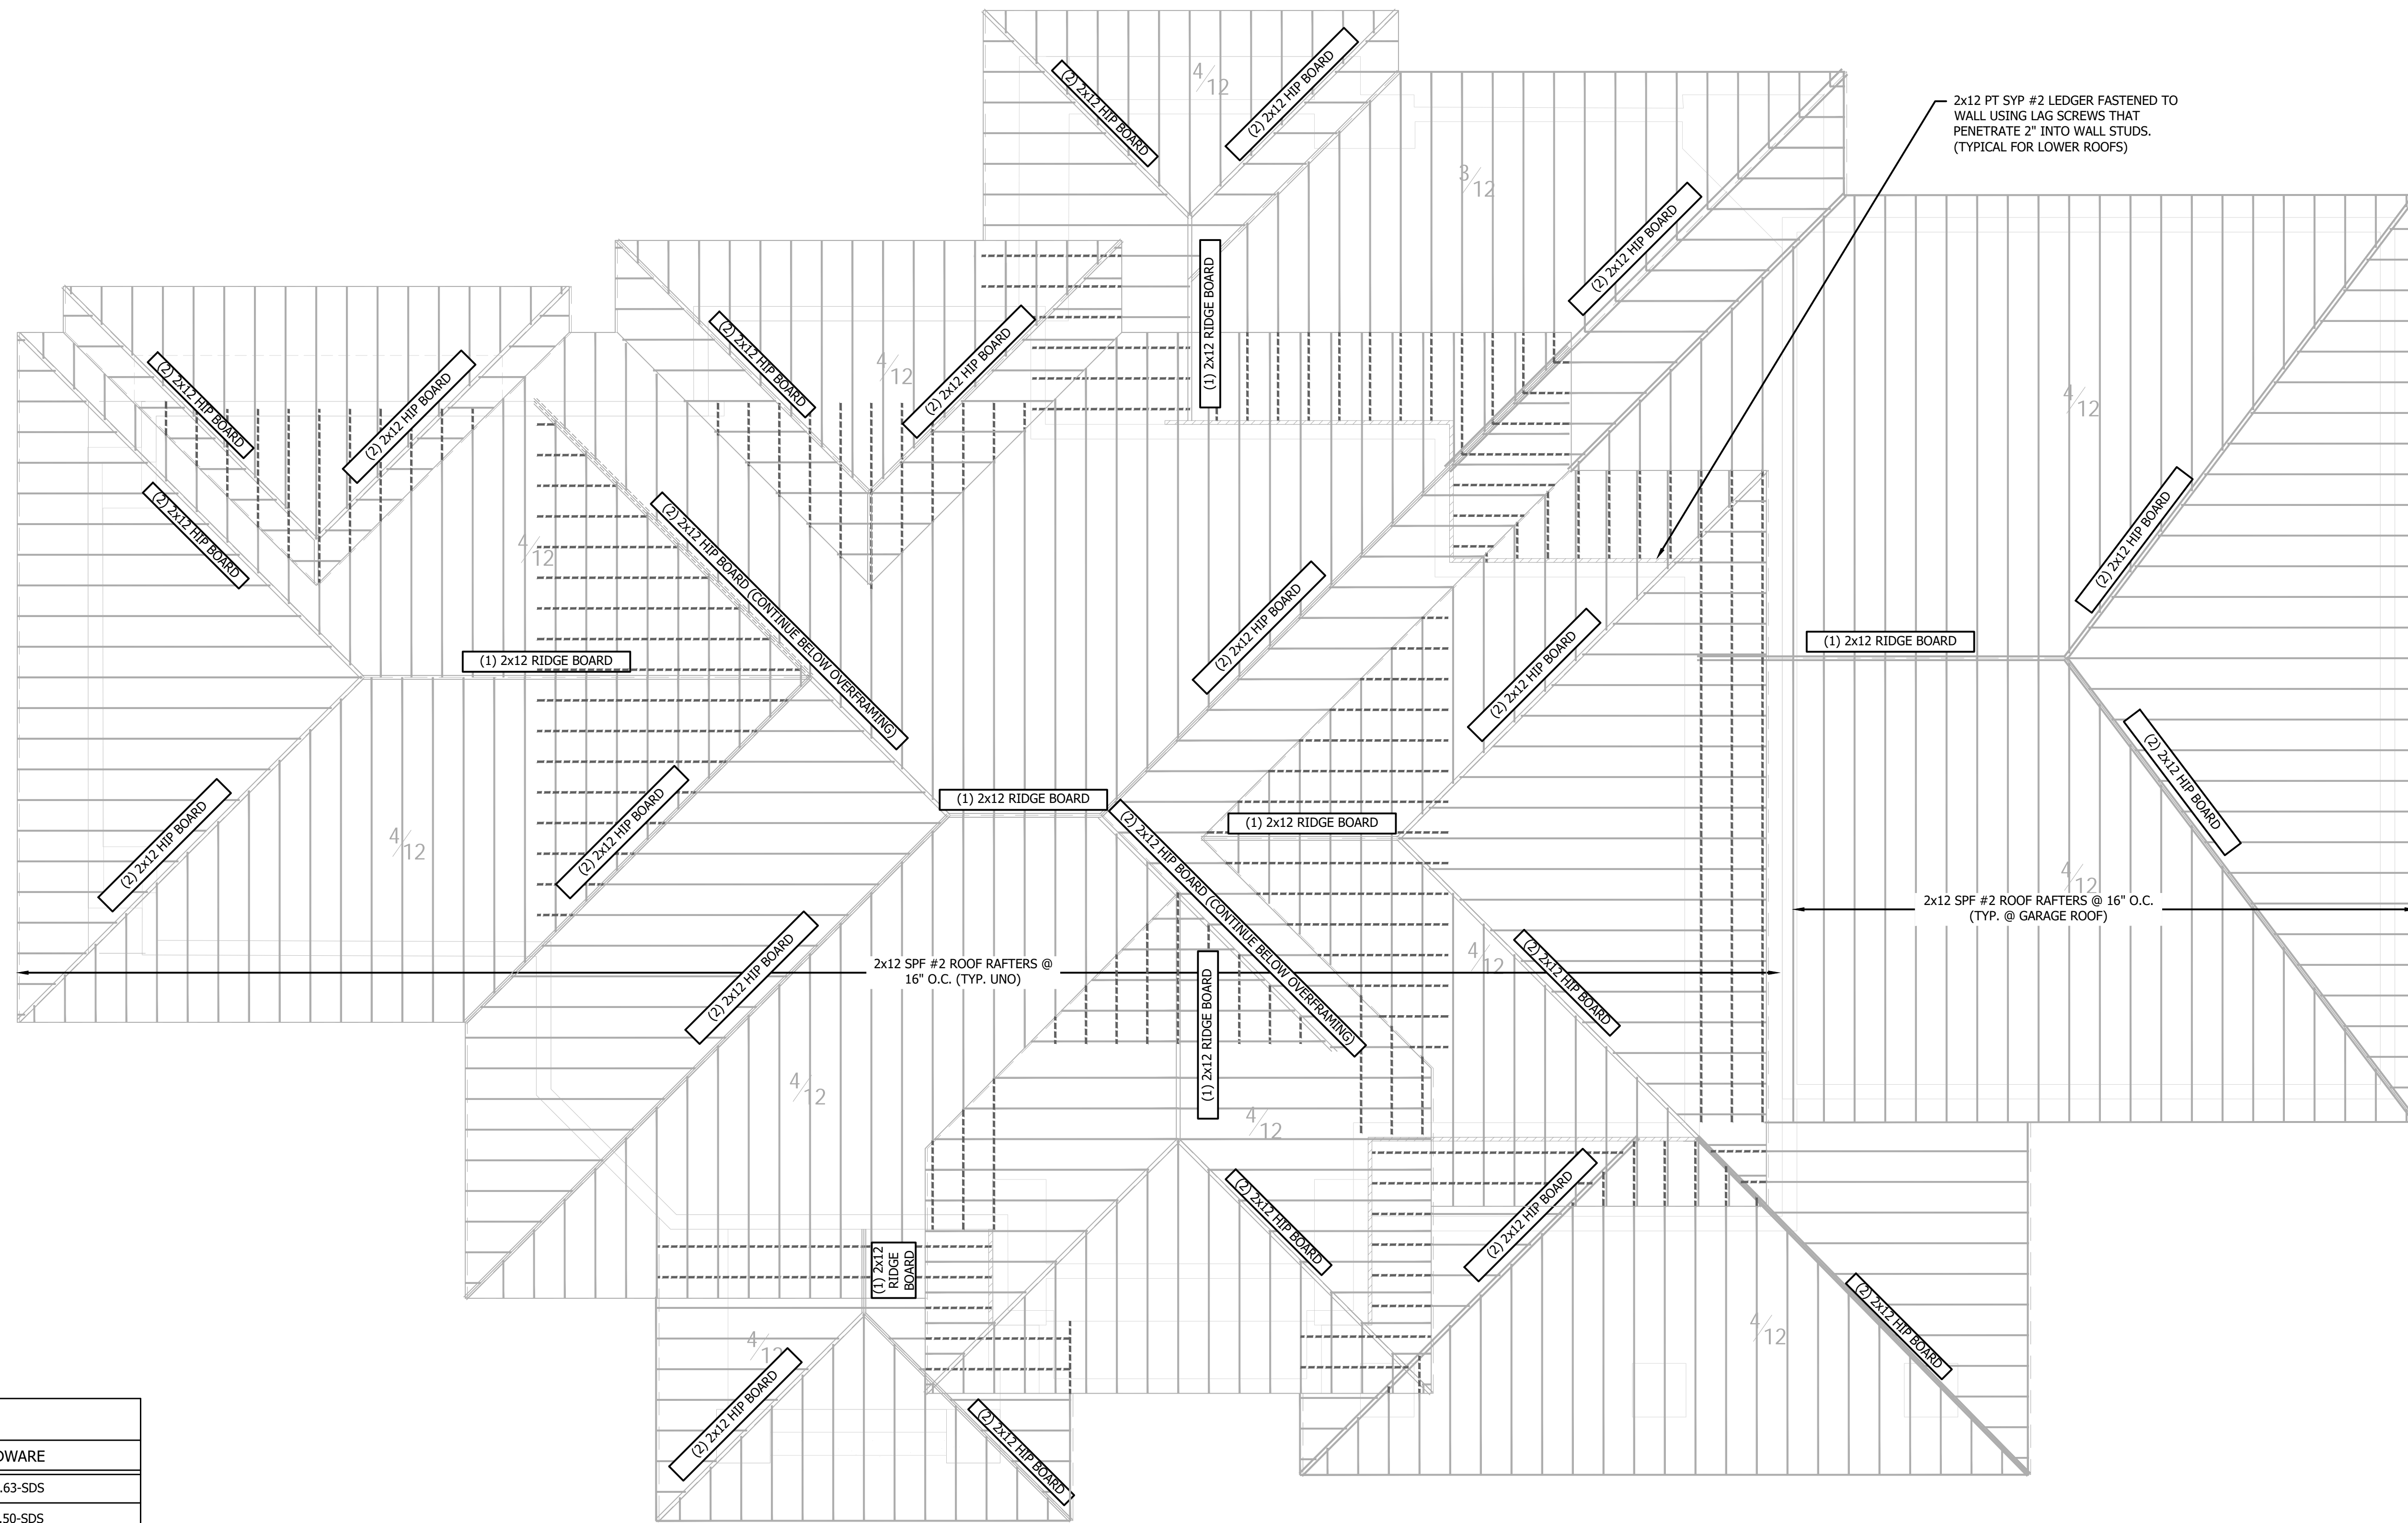 4/12
(2) 2x12 HIP BOARD
(2) 2x12 HIP BOARD
2x12 PT SYP #2 LEDGER FASTENED TO
WALL USING LAG SCREWS THAT
PENETRATE 2" INTO WALL STUDS.
(TYPICAL FOR LOWER ROOFS)
3/12
(2) 2x12 HIP BOARD
(1) 2x12 RIDGE BOARD
(2) 2x12 HIP BOARD
(2) 2x12 HIP BOARD
4/12
(2) 2x12 HIP BOARD
(2) 2x12 HIP BOARD
4/12
(2) 2x12 HIP BOARD
4/12
(2) 2x12 HIP BOARD (CONTINUE BELOW OVERFRAMING)
(2) 2x12 HIP BOARD
(2) 2x12 HIP BOARD
(2) 2x12 HIP BOARD
(1) 2x12 RIDGE BOARD
(1) 2x12 RIDGE BOARD
(2) 2x12 HIP BOARD
(1) 2x12 RIDGE BOARD
(1) 2x12 RIDGE BOARD
(2) 2x12 HIP BOARD
4/12
(2) 2x12 HIP BOARD
(2) 2x12 HIP BOARD (CONTINUE BELOW OVERFRAMING)
4/12
2x12 SPF #2 ROOF RAFTERS @ 16" O.C.
(TYP. @ GARAGE ROOF)
(2) 2x12 HIP BOARD
2x12 SPF #2 ROOF RAFTERS @
16" O.C. (TYP. UNO)
4/12
(2) 2x12 HIP BOARD
(1) 2x12 RIDGE BOARD
4/12
4/12
(2) 2x12 HIP BOARD
(2) 2x12 HIP BOARD
(1) 2x12
RIDGE
BOARD
4/12
4/12
(2) 2x12 HIP BOARD
(2) 2x12 HIP BOARD
(2) 2x12 HIP BOARD
DWARE
.63-SDS
.50-SDS